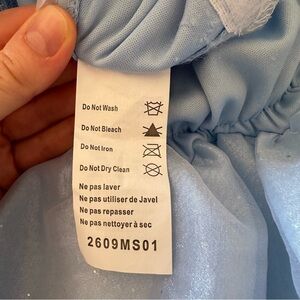 Do Not Wash
Do Not Bleach
Do Not Iron
Do Not Dry Clean
Ne pas laver
Ne pas utiliser de Javel
Ne pas repasser
Ne pas nettoyer à sec
2609MS01